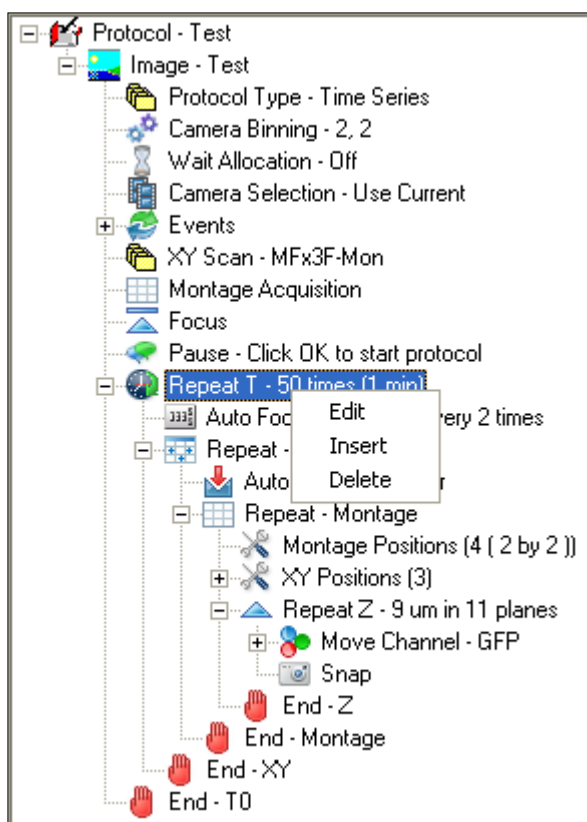 Protocol - Test
Image - Test
Protocol Type - Time Series
Camera Binning - 2, 2
Wait Allocation - Off
Camera Selection - Use Current
Events
XY Scan - MFx3F-Mon
Montage Acquisition
Focus
Pause - Click OK to start protocol
Repeat T - 50 times (1 min)
Auto Foc very 2 times
Edit
Repeat -
Insert
Auto r
Delete
Repeat - Montage
Montage Positions (4 ( 2 by 2 ))
XY Positions (3)
Repeat Z - 9 um in 11 planes
Move Channel - GFP
Snap
End - Z
End - Montage
End - XY
End - T0